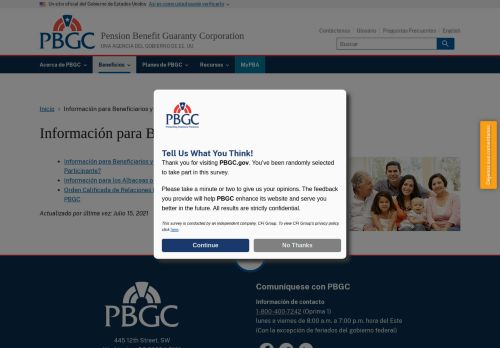 Un sitio oficial del Gobierno de Estados Unidos Así es como usted puede verificarlo
PBGC
Pension Benefit Guaranty Corporation
UNA AGENCIA DEL GOBIERNO DE EE. UU.
Contáctenos Glosario Preguntas Frecuentes English
Buscar
Acerca de PBGC Beneficios Planes de PBGC Recursos MyPBA
Inicio > Información para Beneficiarios y
Información para B
Información para Beneficiarios y
Participante?
Información para los Albaceas o
Orden Calificada de Relaciones
PBGC
Actualizado por última vez: Julio 15, 2021
PBGC
Protecting America's Pensions
Tell Us What You Think!
Thank you for visiting PBGC.gov. You've been randomly selected
to take part in this survey.
Please take a minute or two to give us your opinions. The feedback
you provide will help PBGC enhance its website and serve you
better in the future. All results are strictly confidential.
This survey is conducted by an independent company, CFI Group. To view CFI Group's privacy policy,
click here.
Continue
No Thanks
PBGC
445 12th Street, SW
Comuníquese con PBGC
Información de contacto
1-800-400-7242 (Oprima 1)
lunes a viernes de 8:00 a.m. a 7:00 p.m. hora del Este
(Con la excepción de feriados del gobierno federal)